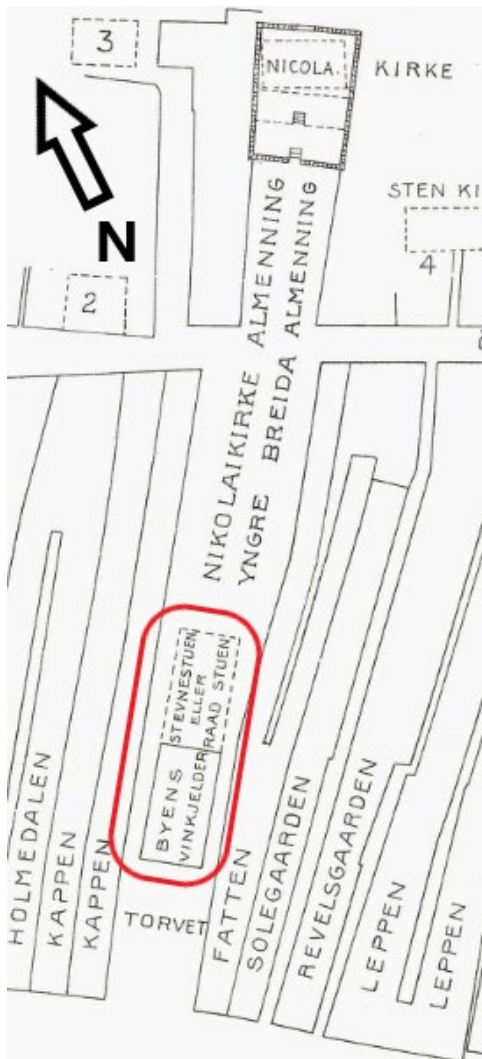 3
NICOLA.
KIRKE
N
STEN KI
4
2
NIKOLAIKIRKE ALMENNING
YNGRE BREIDA ALMENNING
STEVNESTUEN
ELLER
RAAD STUEN
BYENS
VINKJELDER
HOLMEDALEN
KAPPEN
KAPPEN
TORVET
FATTEN
SOLEGAARDEN
REVELSGAARDEN
LEPPEN
LEPPEN